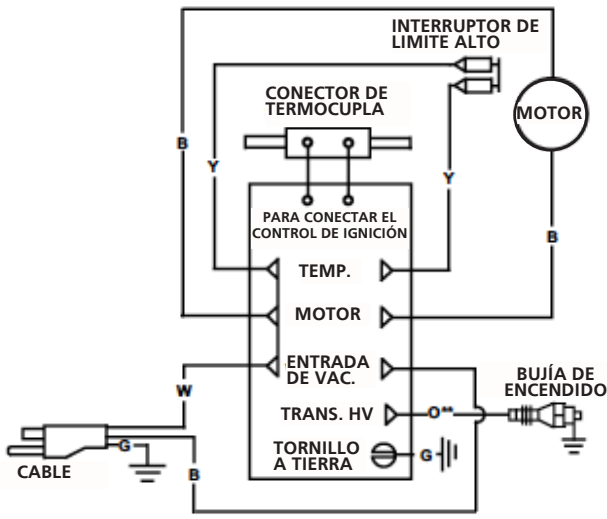 INTERRUPTOR DE
LIMITE ALTO
CONECTOR DE
TERMOCUPLA
MOTOR
B
Y
Y
PARA CONECTAR EL
CONTROL DE IGNICIÓN
B
TEMP.
MOTOR
ENTRADA
DE VAC.
BUJÍA DE
ENCENDIDO
W
TRANS. HV
O**
G
TORNILLO
A TIERRA
G
CABLE
B